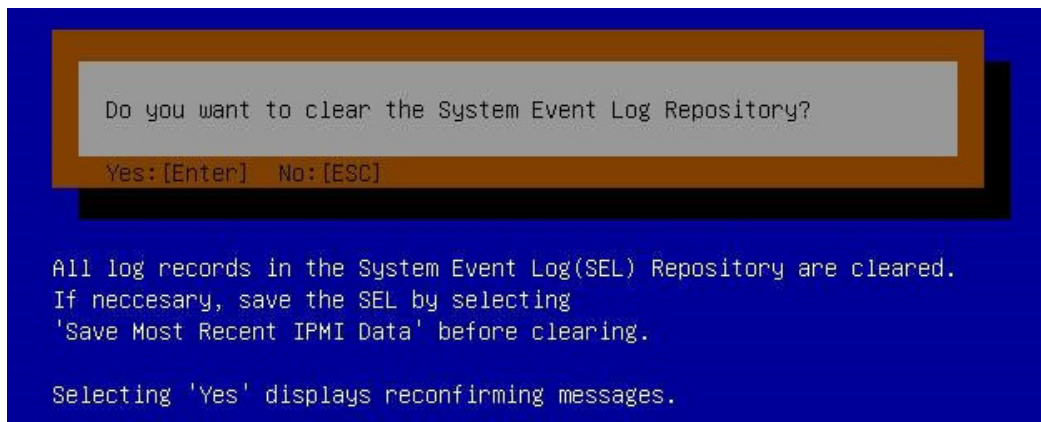 Do you want to clear the System Event Log Repository?
Yes:[Enter]  No:[ESC]
All log records in the System Event Log(SEL) Repository are cleared.
If neccesary, save the SEL by selecting
'Save Most Recent IPMI Data' before clearing.
Selecting 'Yes' displays reconfirming messages.